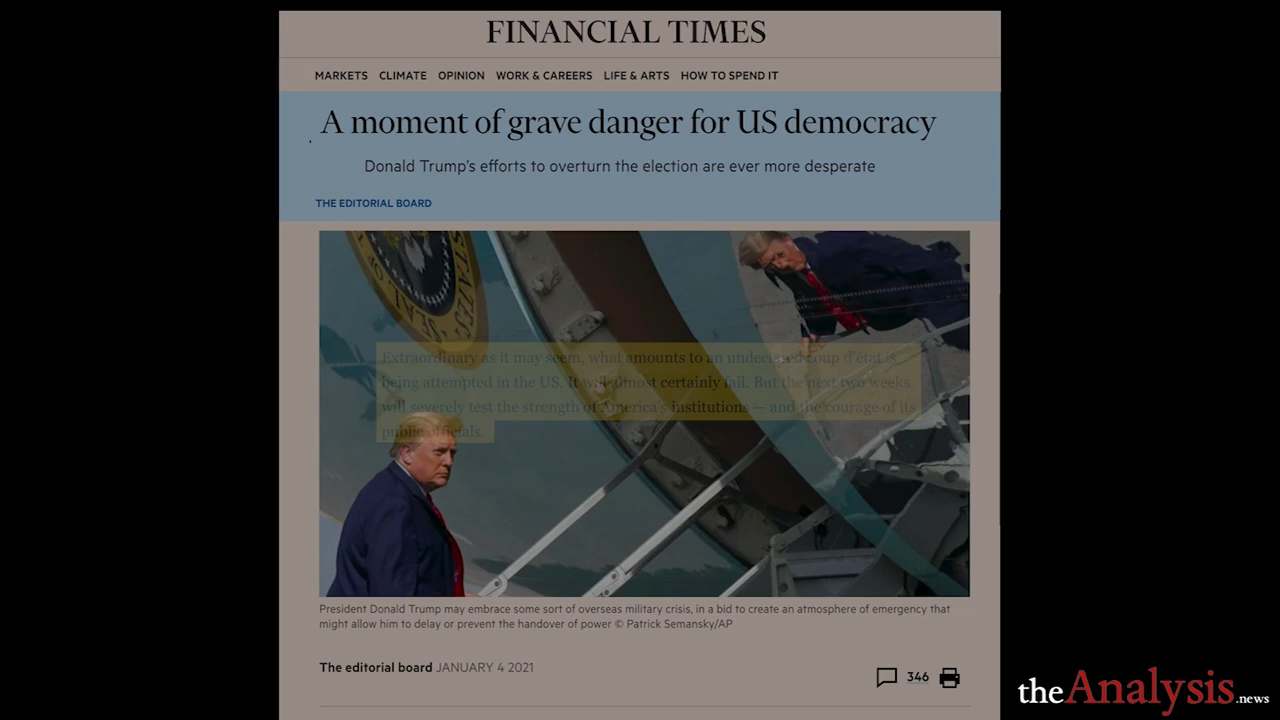 FINANCIAL TIMES
MARKETS CLIMATE OPINION WORK & CAREERS LIFE & ARTS HOW TO SPEND IT
A moment of grave danger for US democracy
Donald Trump's efforts to overturn the election are ever more desperate
THE EDITORIAL BOARD
SEAL OF
STATES
Extraordinary as it may seem, what amounts to an undeclared coup d'état is
being attempted in the US. It will almost certainly fail. But the next two weeks
will severely test the strength of America's institutions — and the courage of its
public officials.
President Donald Trump may embrace some sort of overseas military crisis, in a bid to create an atmosphere of emergency that
might allow him to delay or prevent the handover of power © Patrick Semansky/AP
The editorial board JANUARY 4 2021
346
theAnalysis.news